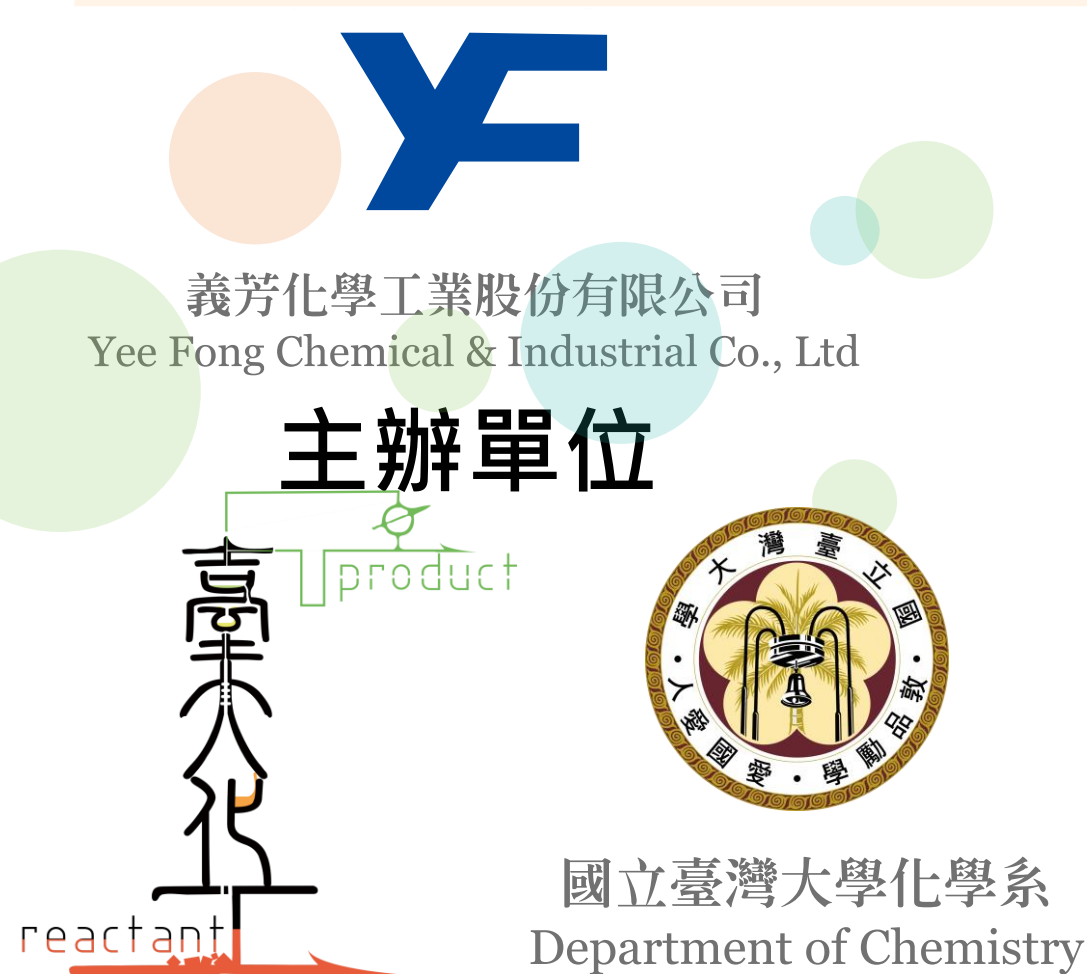 YF
義芳化學工業股份有限公司
Yee Fong Chemical & Industrial Co., Ltd
主辦單位
product
臺大化工
reactant
國立臺灣大學
敦品勵學·愛國愛人
國立臺灣大學化學系
Department of Chemistry